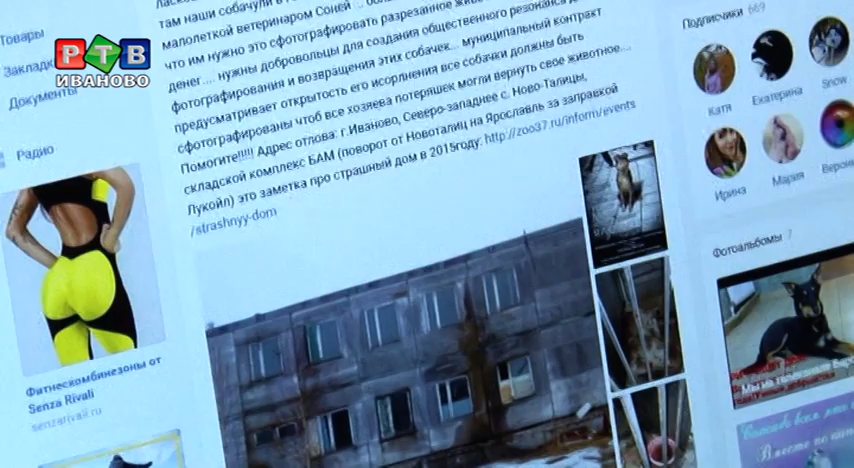 РТВ
ИВАНОВО
Товары
Документы
Радио
там наши собачули в
малолеткой ветеринаром Соней ...
что им нужно это сфотографировать разрезанное
денег.... нужны добровольцы для создания общественного резонанса
фотографирования и возвращения этих собачек... муниципальный контракт
предусматривает открытость его исорлнения все собачки должны быть
сфотографированы чтоб все хозяева потеряшек могли вернуть свое животное....
Помогите!!!!! Адрес отлова: г.Иваново, Северо-западнее с. Ново-Талицы,
складской комплекс БАМ (поворот от Новоталиц на Ярославль за заправкой
Лукойл) это заметка про страшный дом в 2015году. http://zoo37.ru/inform/events
/strashnyy-dom
Фитнескомбинезоны от
Senza Rivali
senzarivali.ru
Подписчики 669
Катя
Екатерина
Snow
Ирина
Мария
Верон
Фотоальбомы 7